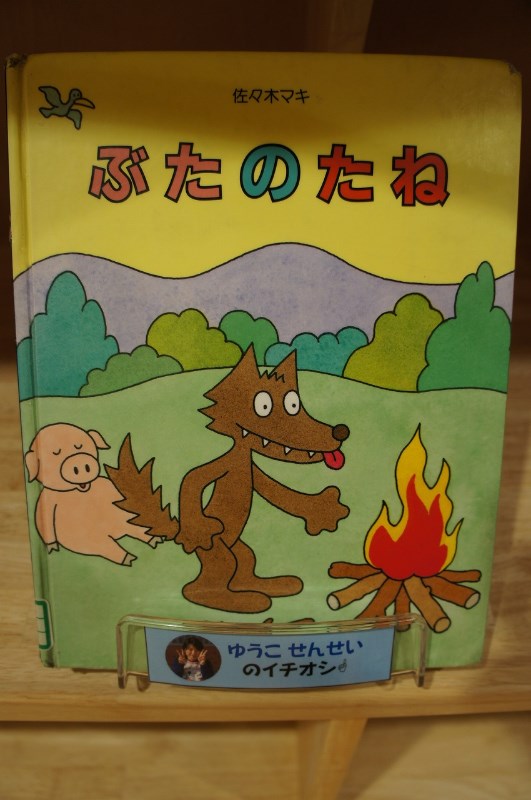 佐々木マキ
ぶたのたね
ゆうこ せんせい
のイチオシ